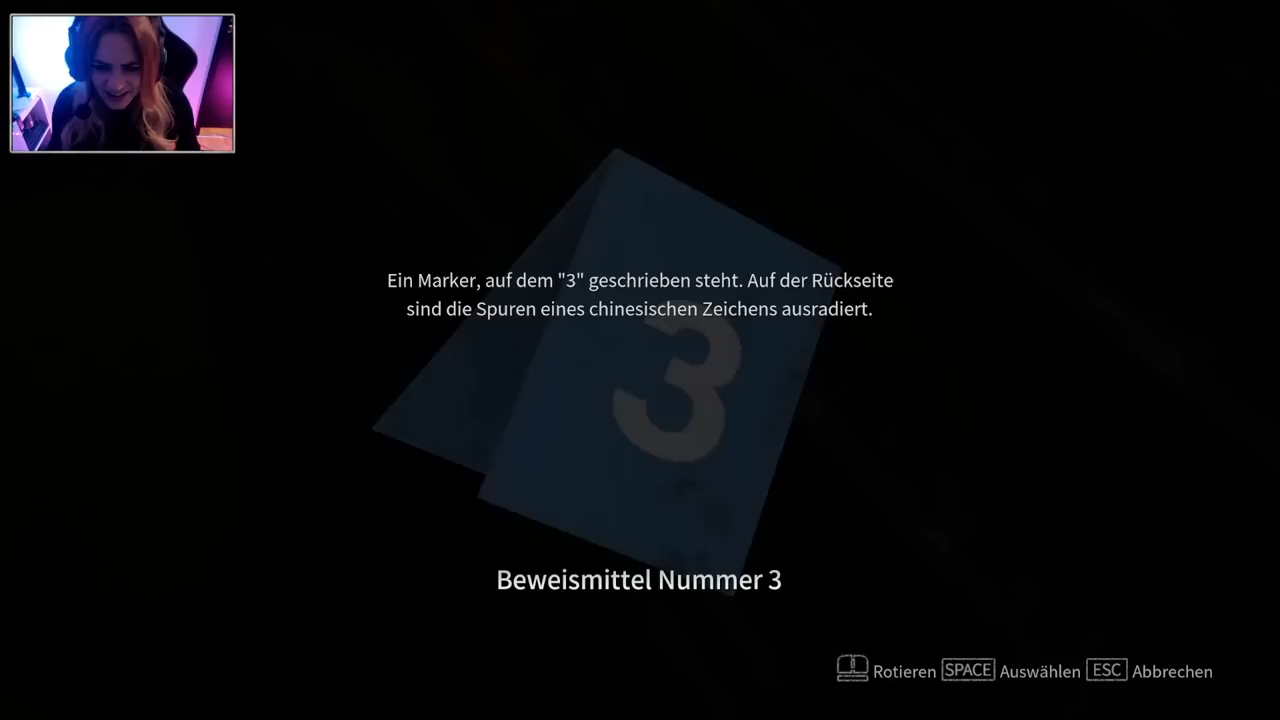 Ein Marker, auf dem "3" geschrieben steht. Auf der Rückseite
sind die Spuren eines chinesischen Zeichens ausradiert.
3
Beweismittel Nummer 3
Rotieren SPACE Auswählen ESC Abbrechen